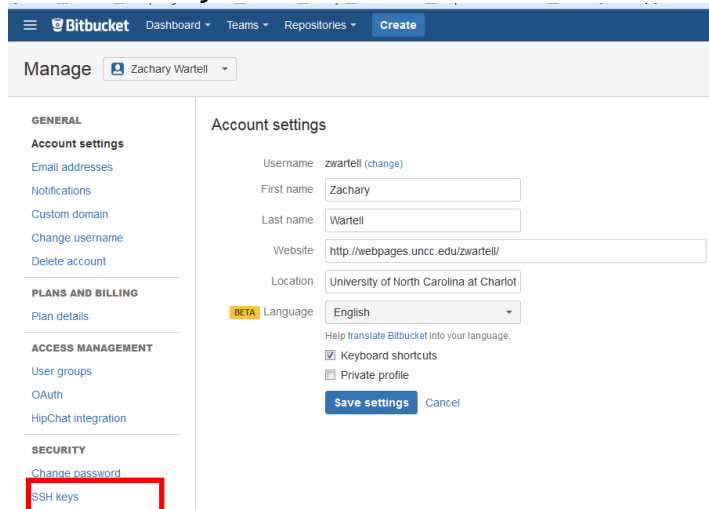 Bitbucket Dashboard Teams Repositories Create
Manage Zachary Wartell
GENERAL
Account settings
Email addresses
Notifications
Custom domain
Change username
Delete account
PLANS AND BILLING
Plan details
ACCESS MANAGEMENT
User groups
OAuth
HipChat integration
SECURITY
Change password
SSH keys
Account settings
Username zwartell (change)
First name Zachary
Last name Wartell
Website http://webpages.uncc.edu/zwartell/
Location University of North Carolina at Charlot
BETA Language English
Help translate Bitbucket into your language.
Keyboard shortcuts
Private profile
Save settings Cancel